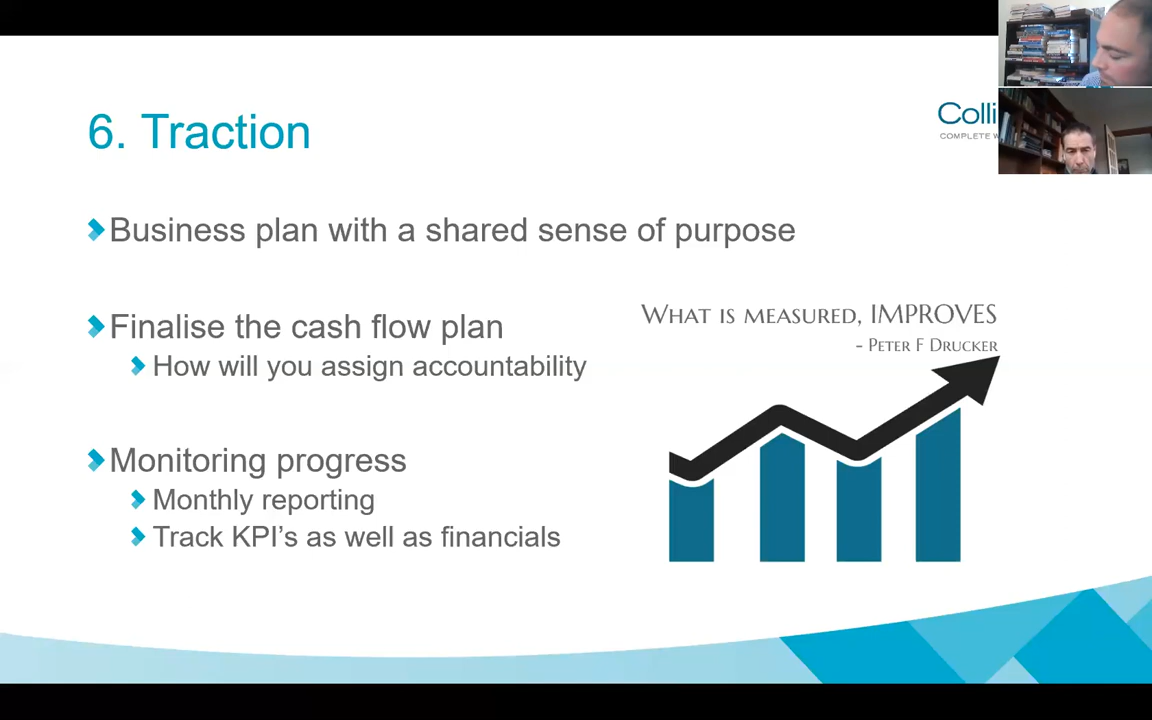 6. Traction
Colli
COMPLETE W
Business plan with a shared sense of purpose
Finalise the cash flow plan
How will you assign accountability
Monitoring progress
Monthly reporting
Track KPI’s as well as financials
What is measured, IMPROVES
- Peter F Drucker